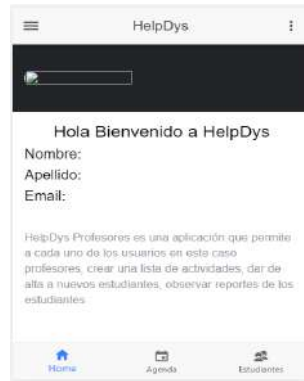 HelpDys
Hola Bienvenido a HelpDys
Nombre:
Apellido:
Email:
HelpDys Profesores es una aplicación que permite
a cada uno de los usuarios en este caso
profesores, crear una lista de actividades, dar de
alta a nuevos estudiantes, observar reportes de los
estudiantes
Home Agenda Estudiantes